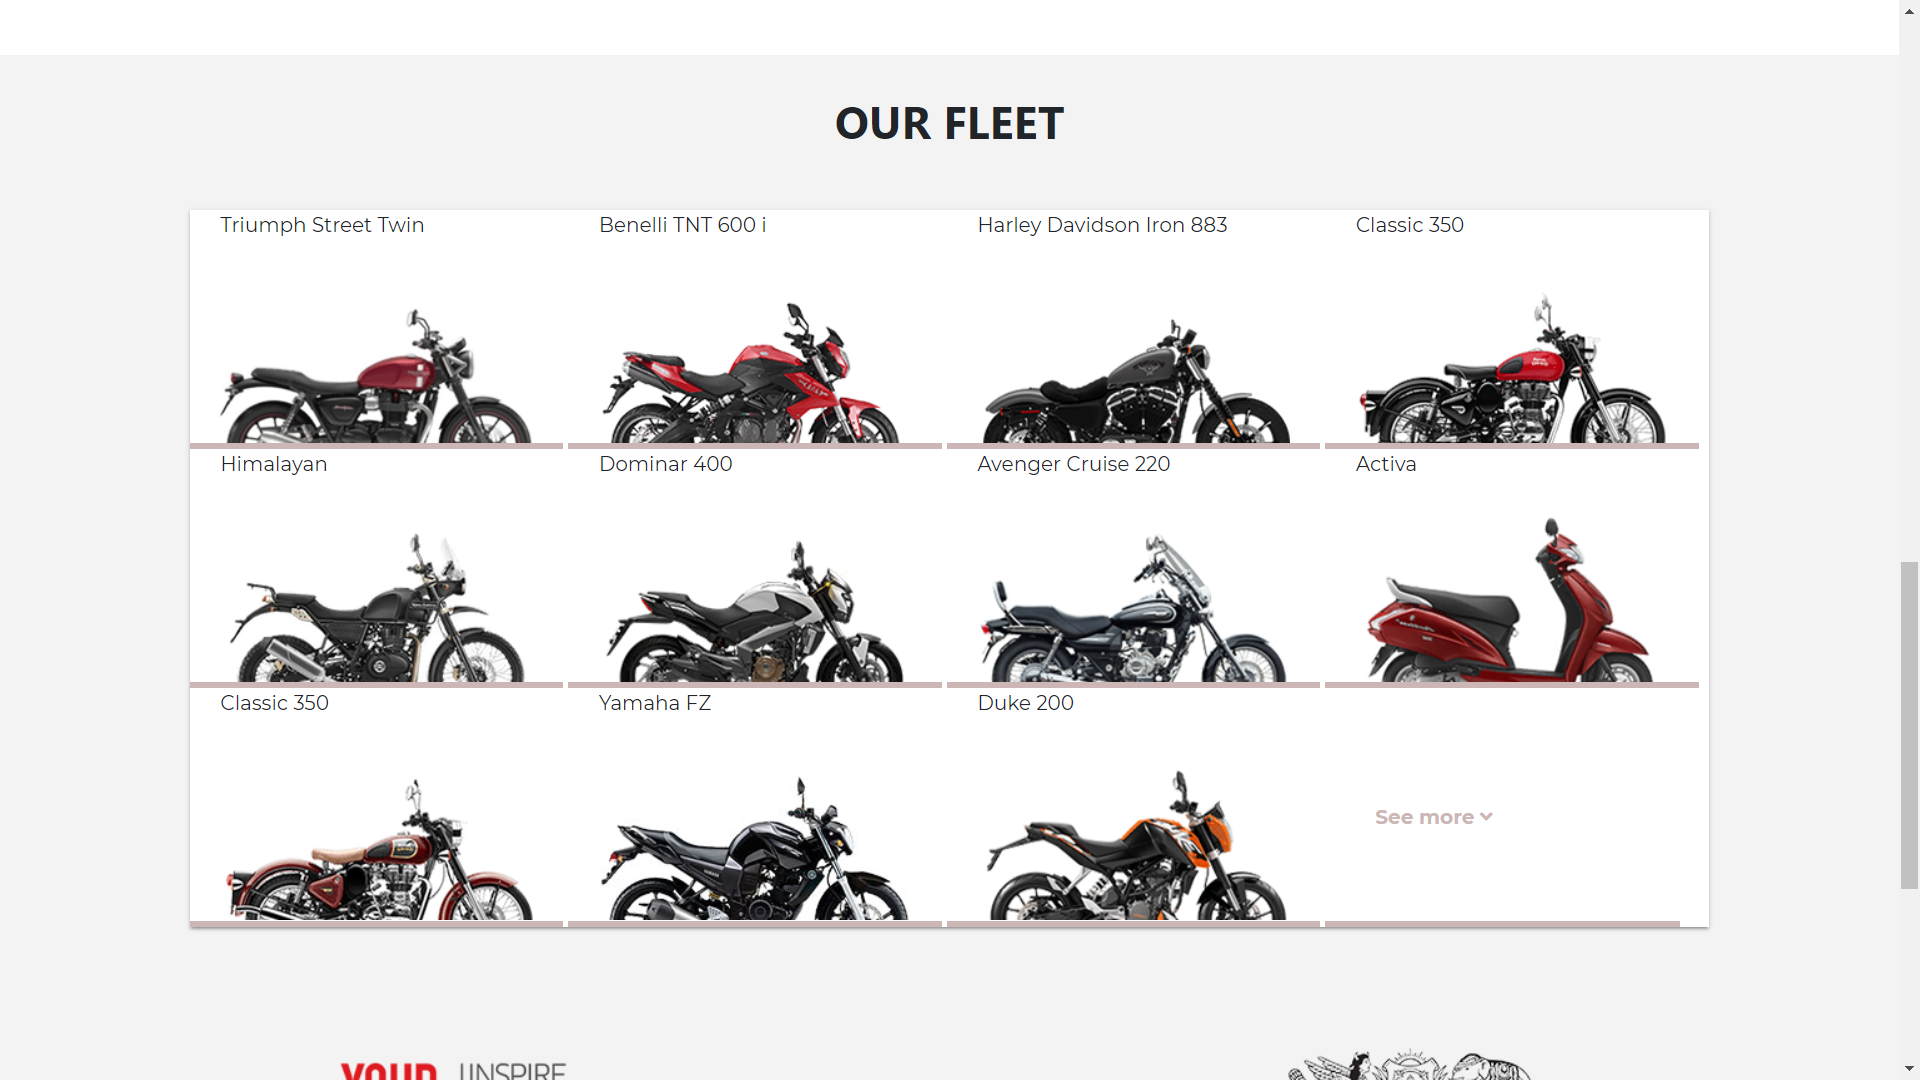 OUR FLEET
Triumph Street Twin
Benelli TNT 600 i
Harley Davidson Iron 883
Classic 350
Himalayan
Dominar 400
Avenger Cruise 220
Activa
Classic 350
Yamaha FZ
Duke 200
See more
YOUR UNSPIRE